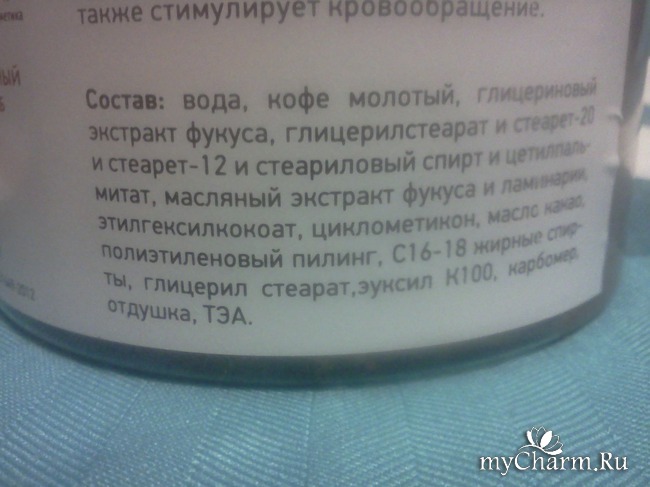 также стимулирует кровообращение.
Состав: вода, кофе молотый, глицериновый
экстракт фукуса, глицерилстеарат и стеарет-20
и стеарет-12 и стеариловый спирт и цетилпаль-
митат, масляный экстракт фукуса и ламинарии,
этилгексилкокоат, циклометикон, масло какао,
полиэтиленовый пилинг, С16-18 жирные спир-
ты, глицерил стеарат,эуксил К100, карбомер,
отдушка, ТЭА.
myCharm.Ru